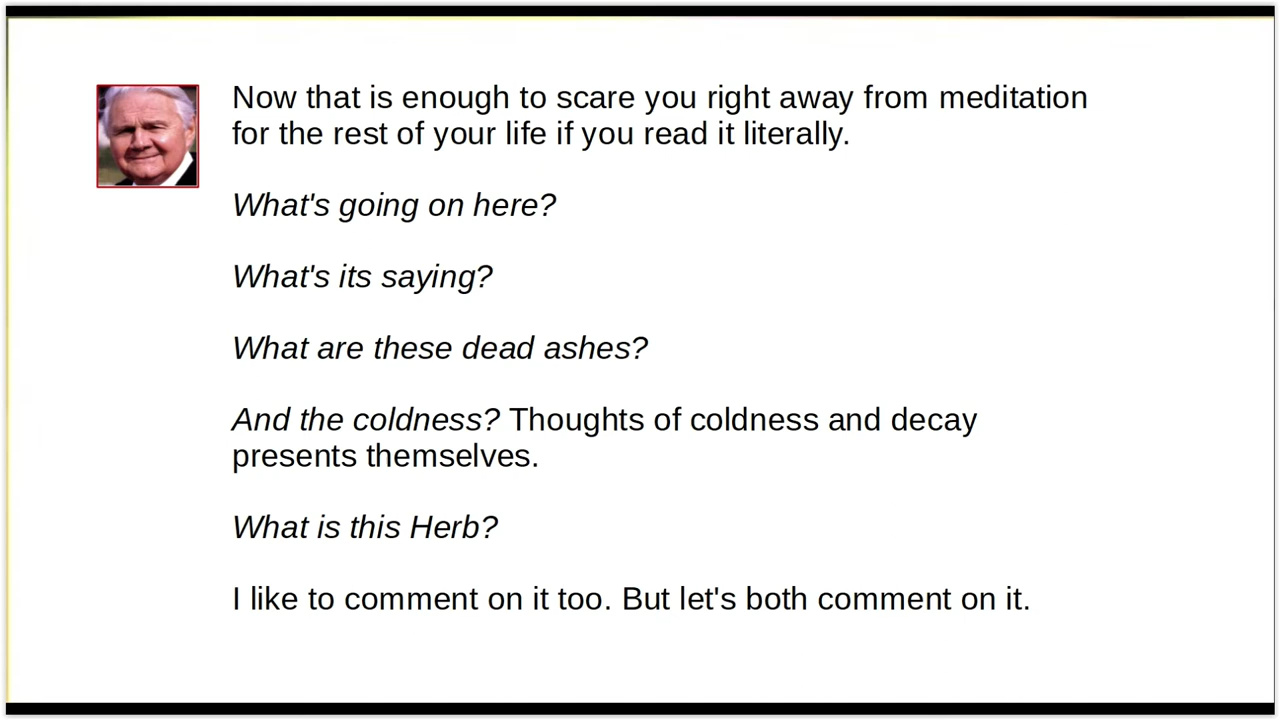 Now that is enough to scare you right away from meditation
for the rest of your life if you read it literally.
What's going on here?
What's its saying?
What are these dead ashes?
And the coldness? Thoughts of coldness and decay
presents themselves.
What is this Herb?
I like to comment on it too. But let's both comment on it.